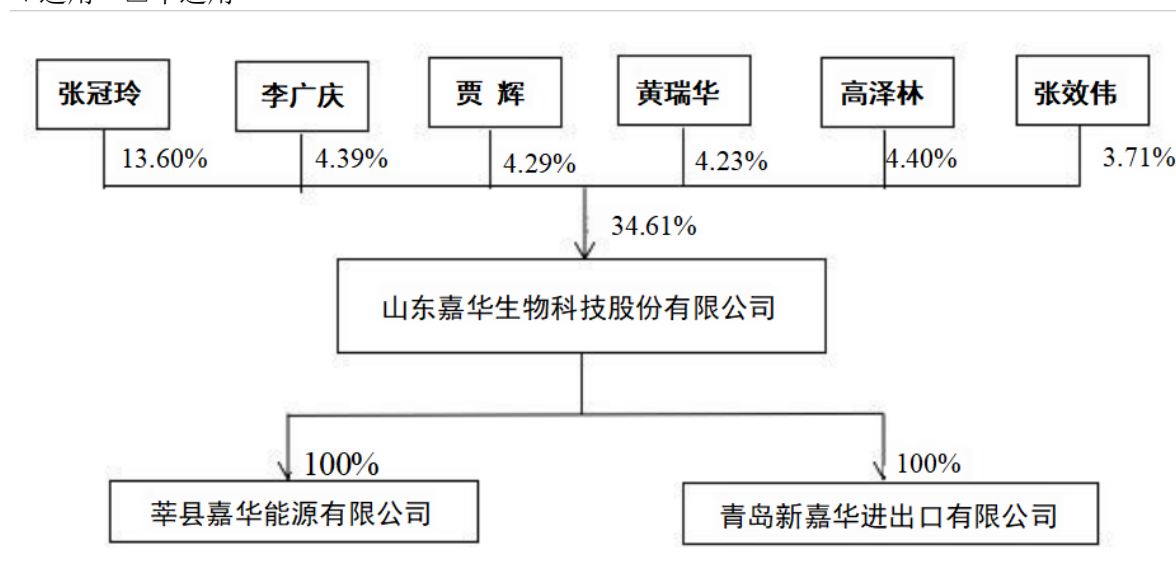 张冠玲
李广庆
贾 辉
黄瑞华
高泽林
张效伟
13.60%
4.39%
4.29%
4.23%
4.40%
3.71%
34.61%
山东嘉华生物科技股份有限公司
100%
100%
莘县嘉华能源有限公司
青岛新嘉华进出口有限公司